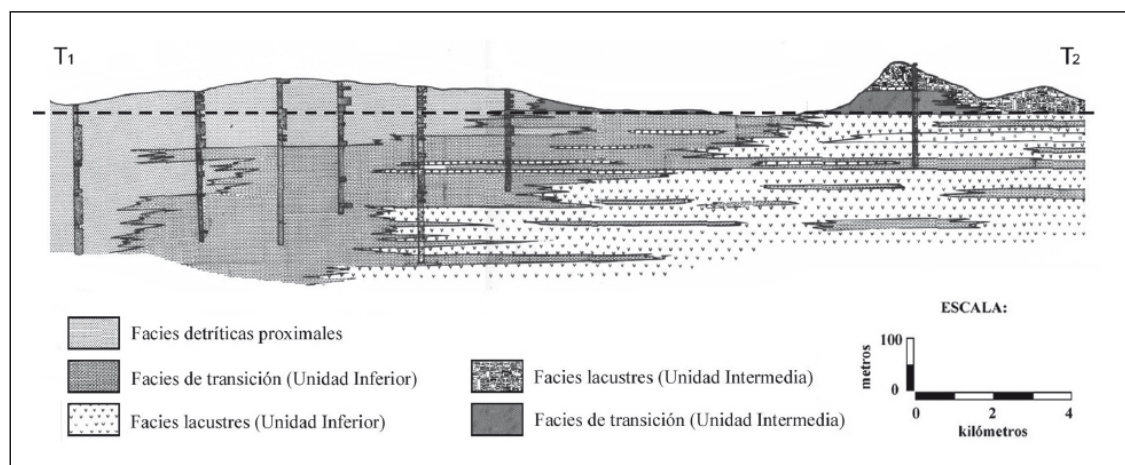 T1
T2
Facies detríticas proximales
Facies de transición (Unidad Inferior)
Facies lacustres (Unidad Inferior)
Facies lacustres (Unidad Intermedia)
Facies de transición (Unidad Intermedia)
ESCALA:
metros
100
0
0 2 4
kilómetros